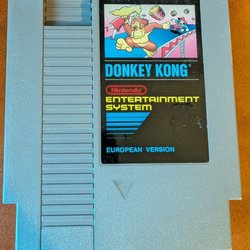 DONKEY KONG
Nintendo
ENTERTAINMENT
SYSTEM
EUROPEAN VERSION